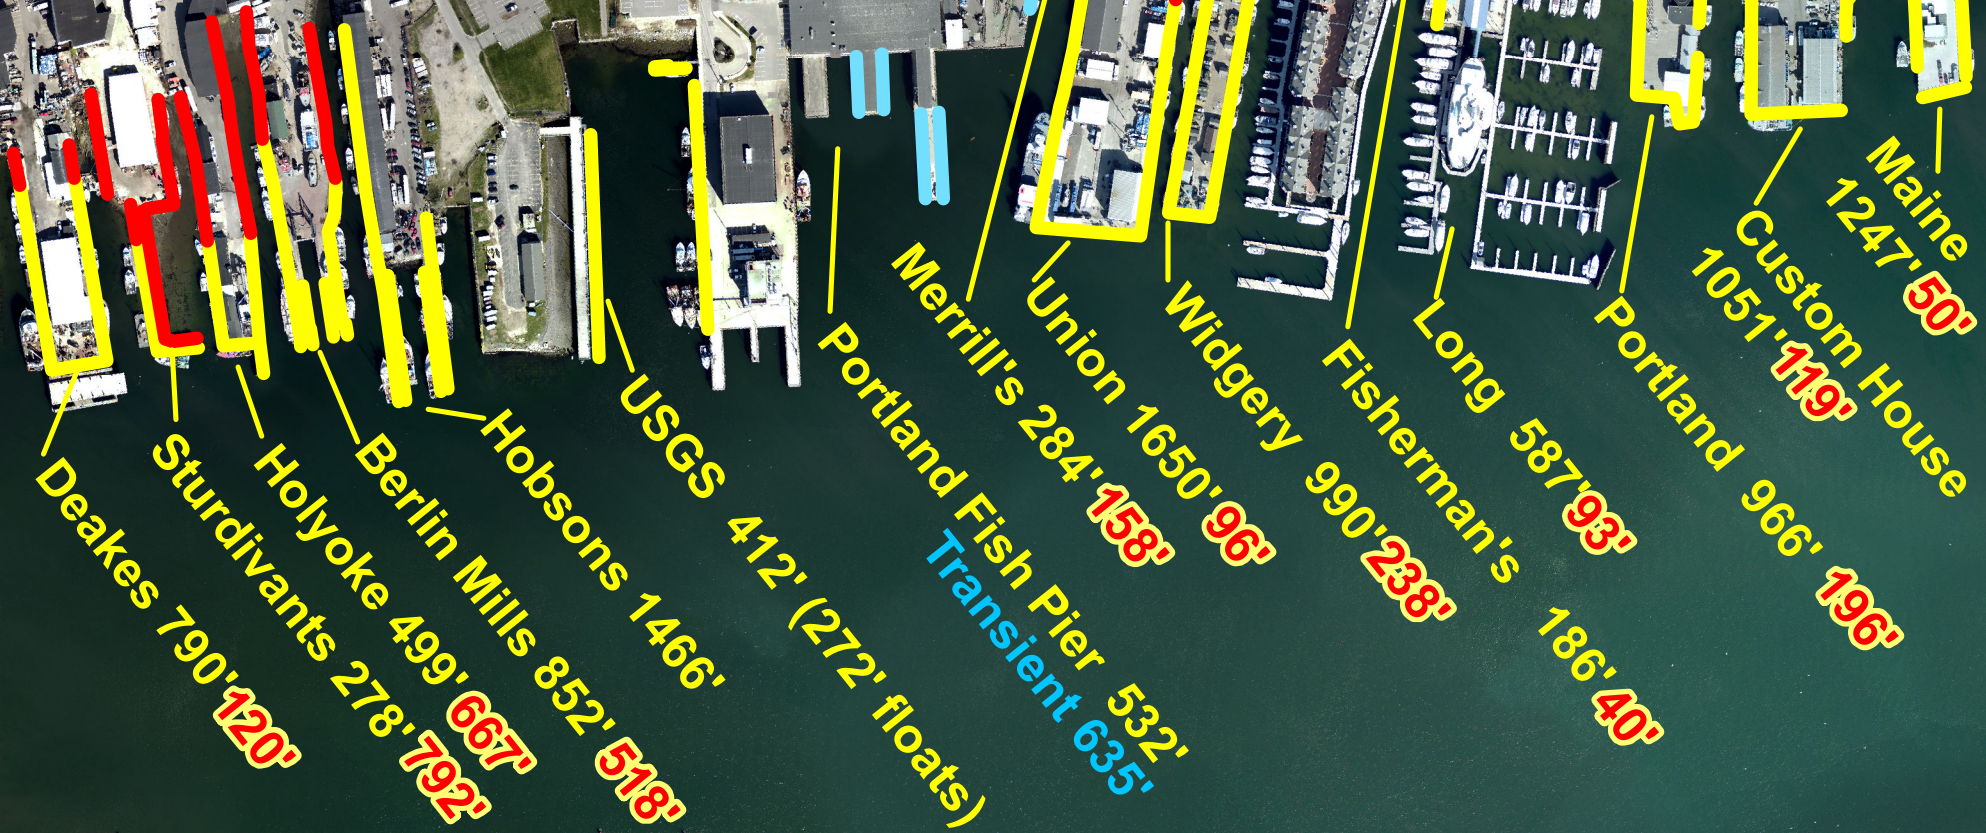 Deakes 790' 120'
Sturdivants 278' 792'
Holyoke 499' 667'
Berlin Mills 852' 518'
Hobsons 1466'
USGS 412' (272' floats)
Portland Fish Pier 532'
Transient 635'
Merrill's 284' 158'
Union 1650' 96'
Widgery 990' 238'
Fisherman's 186' 40'
Long 587' 93'
Portland 966' 196'
Custom House
1051' 119'
Maine
1247' 50'